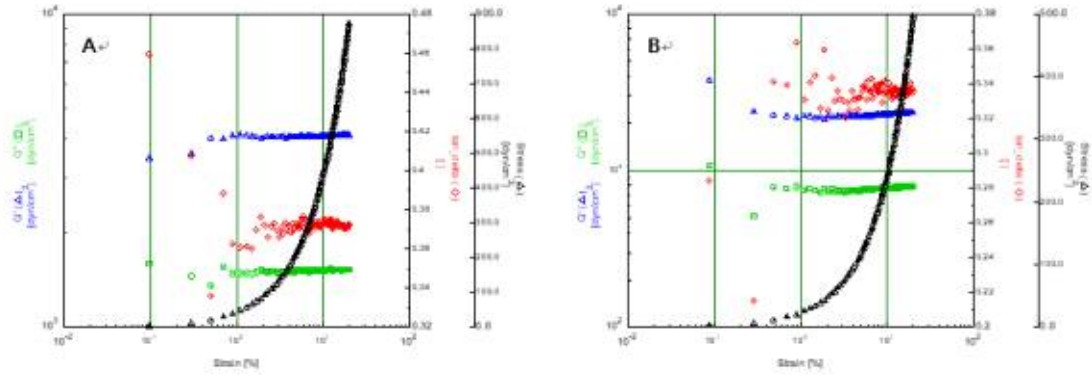 A
10⁴
10³
G' (Δ)
[dyn/cm²]
G" (□)
[dyn/cm²]
10⁻²
10⁻¹
10⁰
10¹
10²
Strain [%]
0.48
0.46
0.44
0.42
0.4
0.38
0.36
0.34
0.32
[ ]
0.0
Stress (Δ)
[dyn/cm²]
B
10⁴
10³
10²
G' (Δ)
[dyn/cm²]
G" (□)
[dyn/cm²]
10⁻²
10⁻¹
10⁰
10¹
10²
Strain [%]
0.38
0.36
0.34
0.32
0.3
0.28
0.26
0.24
0.22
0.2
[ ]
500.0
400.0
300.0
200.0
100.0
0.0
Stress (Δ)
[dyn/cm²]